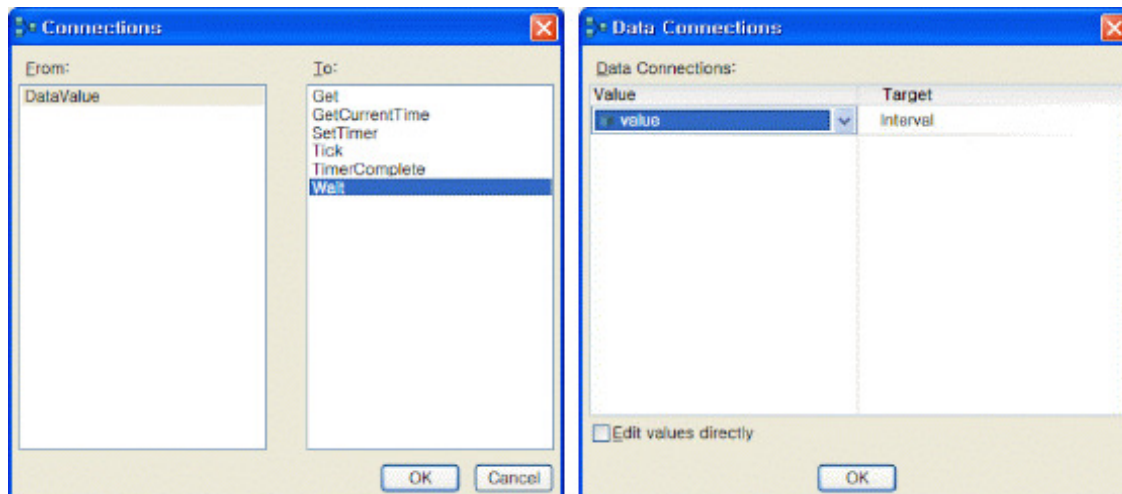 Connections
From:
To:
DataValue
Get
GetCurrentTime
SetTimer
Tick
TimerComplete
Wait
OK
Cancel
Data Connections
Data Connections:
Value Target
value Interval
Edit values directly
OK